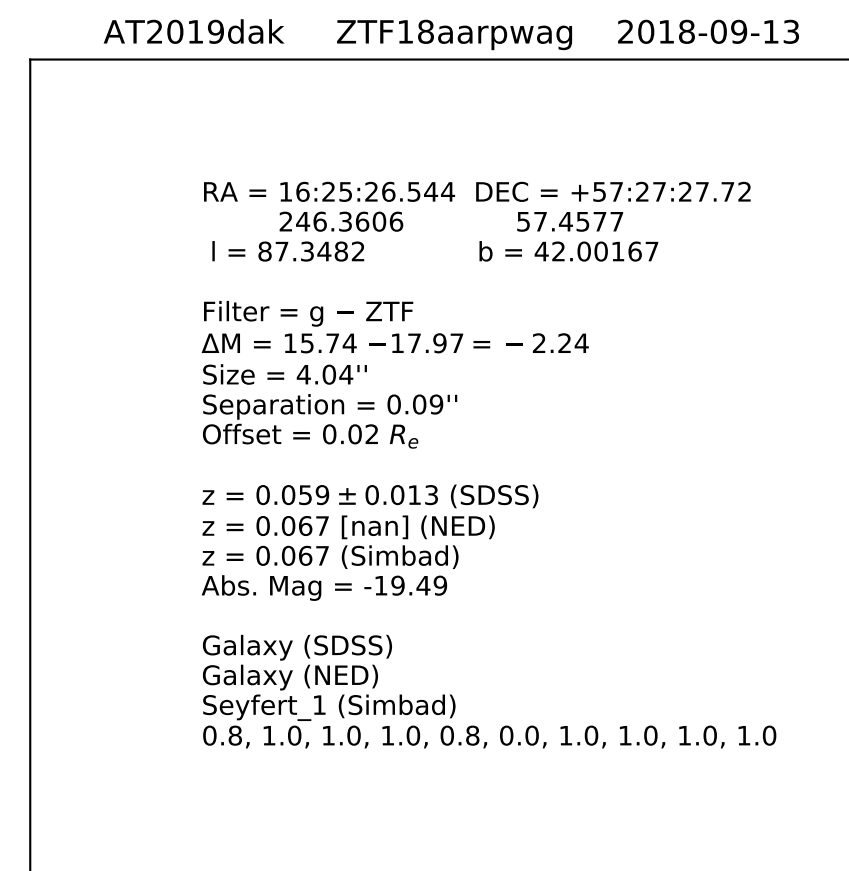 AT2019dak ZTF18aarpwag 2018-09-13
RA = 16:25:26.544 DEC = +57:27:27.72
246.3606 57.4577
l = 87.3482 b = 42.00167
Filter = g − ZTF
ΔM = 15.74 −17.97 = − 2.24
Size = 4.04''
Separation = 0.09''
Offset = 0.02 Re
z = 0.059 ± 0.013 (SDSS)
z = 0.067 [nan] (NED)
z = 0.067 (Simbad)
Abs. Mag = -19.49
Galaxy (SDSS)
Galaxy (NED)
Seyfert_1 (Simbad)
0.8, 1.0, 1.0, 1.0, 0.8, 0.0, 1.0, 1.0, 1.0, 1.0